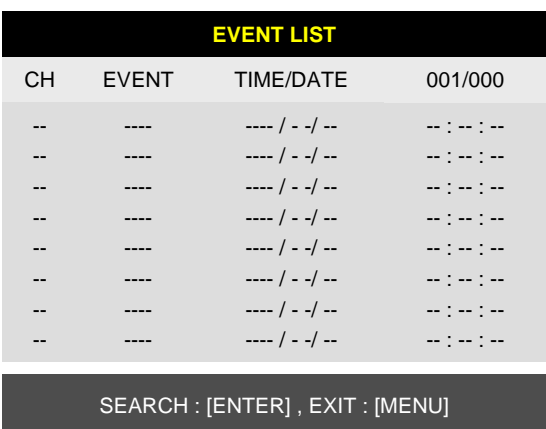 EVENT LIST
CH EVENT TIME/DATE 001/000
-- ---- ---- / - -/ -- -- : -- : --
-- ---- ---- / - -/ -- -- : -- : --
-- ---- ---- / - -/ -- -- : -- : --
-- ---- ---- / - -/ -- -- : -- : --
-- ---- ---- / - -/ -- -- : -- : --
-- ---- ---- / - -/ -- -- : -- : --
-- ---- ---- / - -/ -- -- : -- : --
-- ---- ---- / - -/ -- -- : -- : --
SEARCH : [ENTER] , EXIT : [MENU]